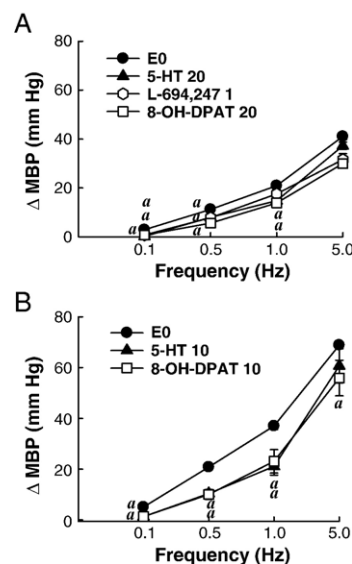 A
80
60
40
20
0
Δ MBP (mm Hg)
E0
5-HT 20
L-694,247 1
8-OH-DPAT 20
a
a
a
a
a
a
a
a
0.1 0.5 1.0 5.0
Frequency (Hz)
B
80
60
40
20
0
Δ MBP (mm Hg)
E0
5-HT 10
8-OH-DPAT 10
a
a
a
a
a
a
a
0.1 0.5 1.0 5.0
Frequency (Hz)